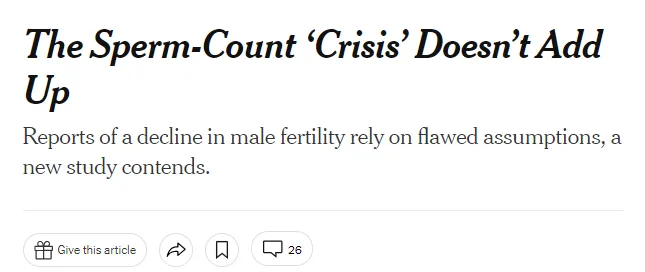 The Sperm-Count ‘Crisis’ Doesn’t Add
Up
Reports of a decline in male fertility rely on flawed assumptions, a
new study contends.
Give this article
26